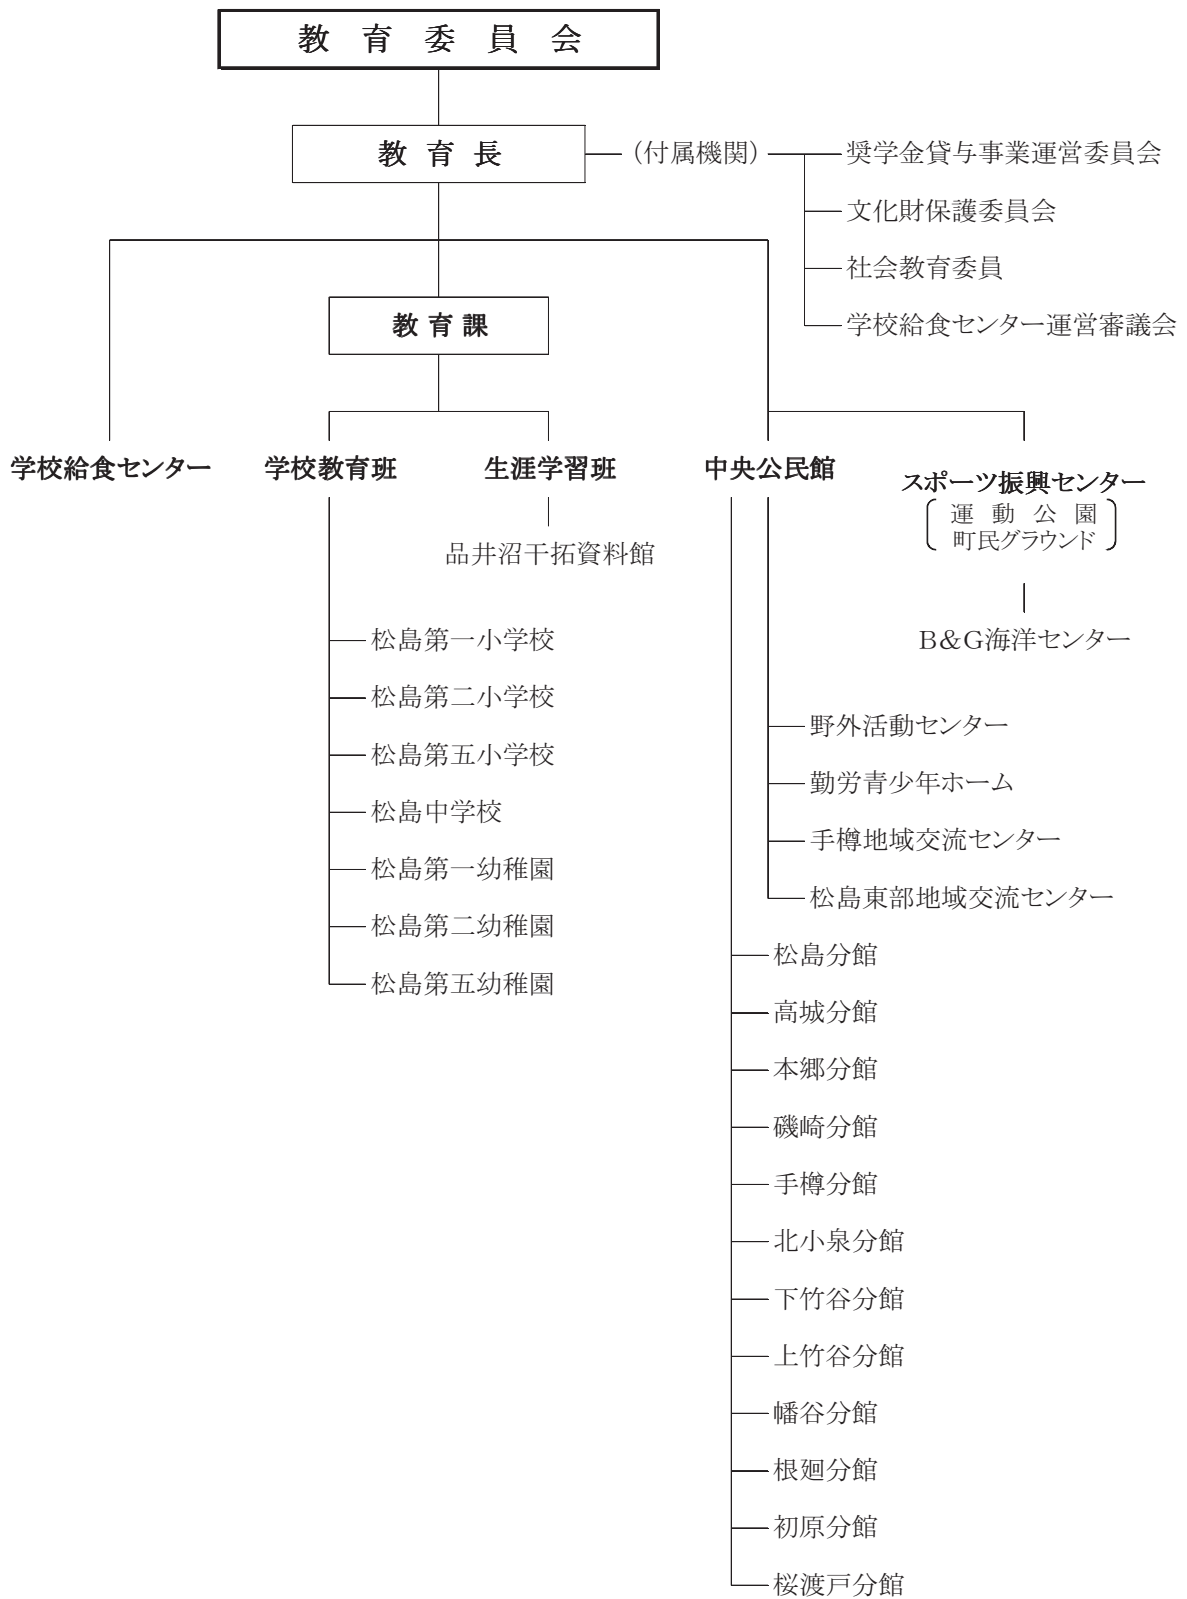 教育委員会
教育長
(付属機関)
奨学金貸与事業運営委員会
文化財保護委員会
社会教育委員
学校給食センター運営審議会
教育課
学校給食センター
学校教育班
生涯学習班
中央公民館
スポーツ振興センター
運動公園
町民グラウンド
品井沼干拓資料館
B&G海洋センター
松島第一小学校
松島第二小学校
松島第五小学校
松島中学校
松島第一幼稚園
松島第二幼稚園
松島第五幼稚園
野外活動センター
勤労青少年ホーム
手樽地域交流センター
松島東部地域交流センター
松島分館
高城分館
本郷分館
磯崎分館
手樽分館
北小泉分館
下竹谷分館
上竹谷分館
幡谷分館
根廻分館
初原分館
桜渡戸分館